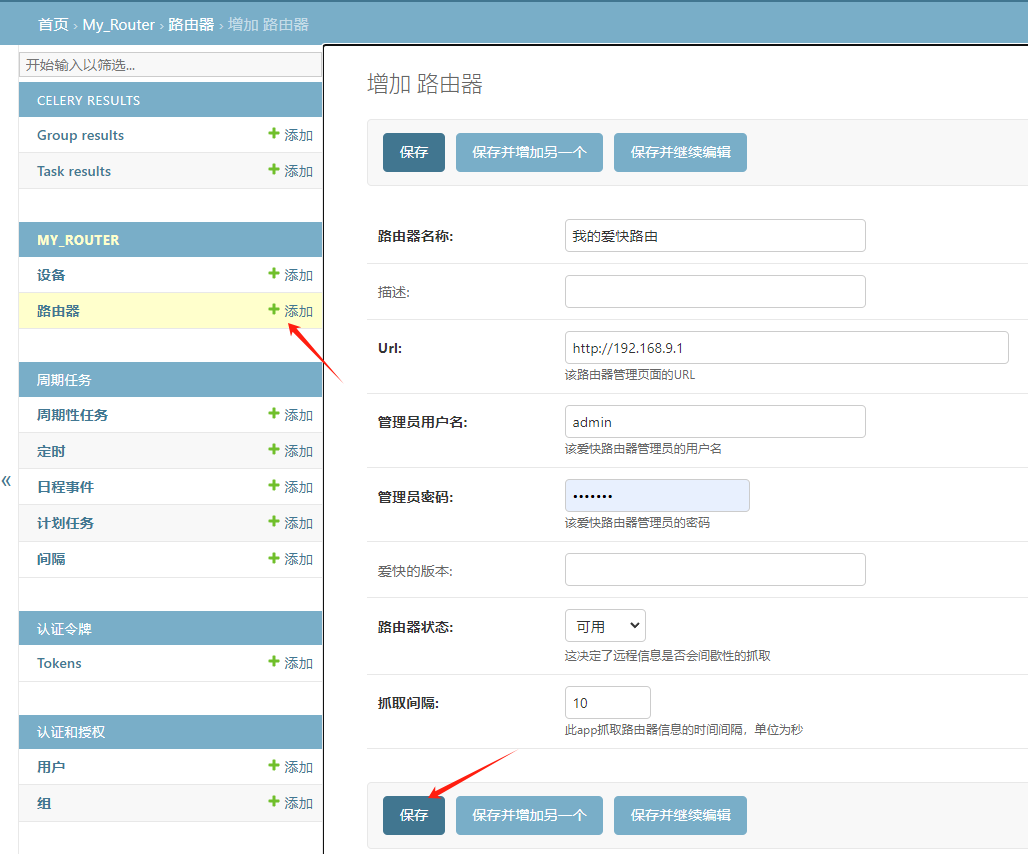 首页 › My_Router › 路由器 › 增加 路由器
开始输入以筛选...
CELERY RESULTS
Group results 添加
Task results 添加
MY_ROUTER
设备 添加
路由器 添加
周期任务
周期性任务 添加
定时 添加
日程事件 添加
计划任务 添加
间隔 添加
认证令牌
Tokens 添加
认证和授权
用户 添加
组 添加
«
增加 路由器
保存 保存并增加另一个 保存并继续编辑
路由器名称: 我的爱快路由
描述:
Url: http://192.168.9.1
该路由器管理页面的URL
管理员用户名: admin
该爱快路由器管理员的用户名
管理员密码: •••••••
该爱快路由器管理员的密码
爱快的版本:
路由器状态: 可用
这决定了远程信息是否会间歇性的抓取
抓取间隔: 10
此app抓取路由器信息的时间间隔，单位为秒
保存 保存并增加另一个 保存并继续编辑